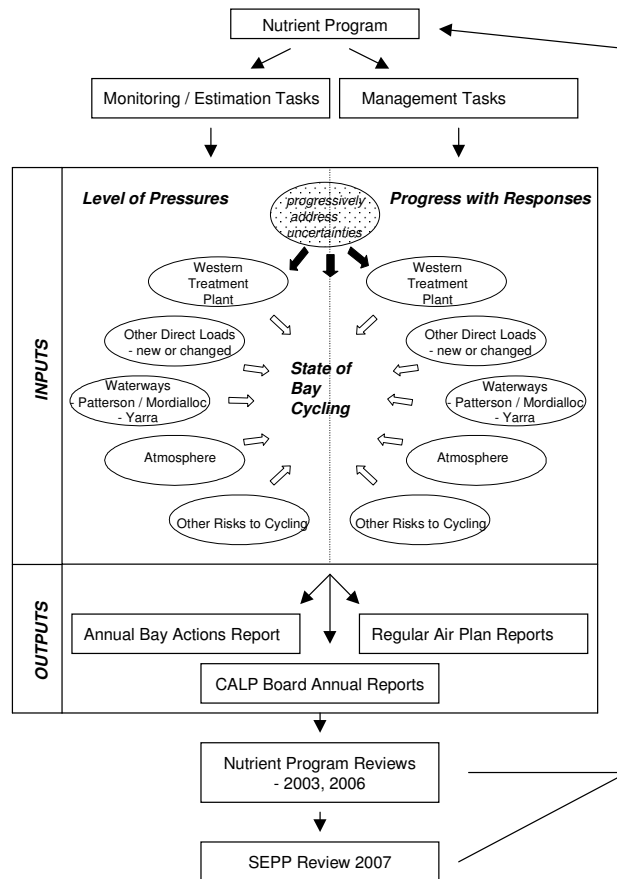 Nutrient Program
Monitoring / Estimation Tasks
Management Tasks
INPUTS
Level of Pressures
Progress with Responses
progressively
address
uncertainties
Western
Treatment
Plant
Western
Treatment
Plant
Other Direct Loads
- new or changed
Other Direct Loads
- new or changed
State of
Bay
Cycling
Waterways
- Patterson / Mordialloc
- Yarra
Waterways
- Patterson / Mordialloc
- Yarra
Atmosphere
Atmosphere
Other Risks to Cycling
Other Risks to Cycling
OUTPUTS
Annual Bay Actions Report
Regular Air Plan Reports
CALP Board Annual Reports
Nutrient Program Reviews
- 2003, 2006
SEPP Review 2007